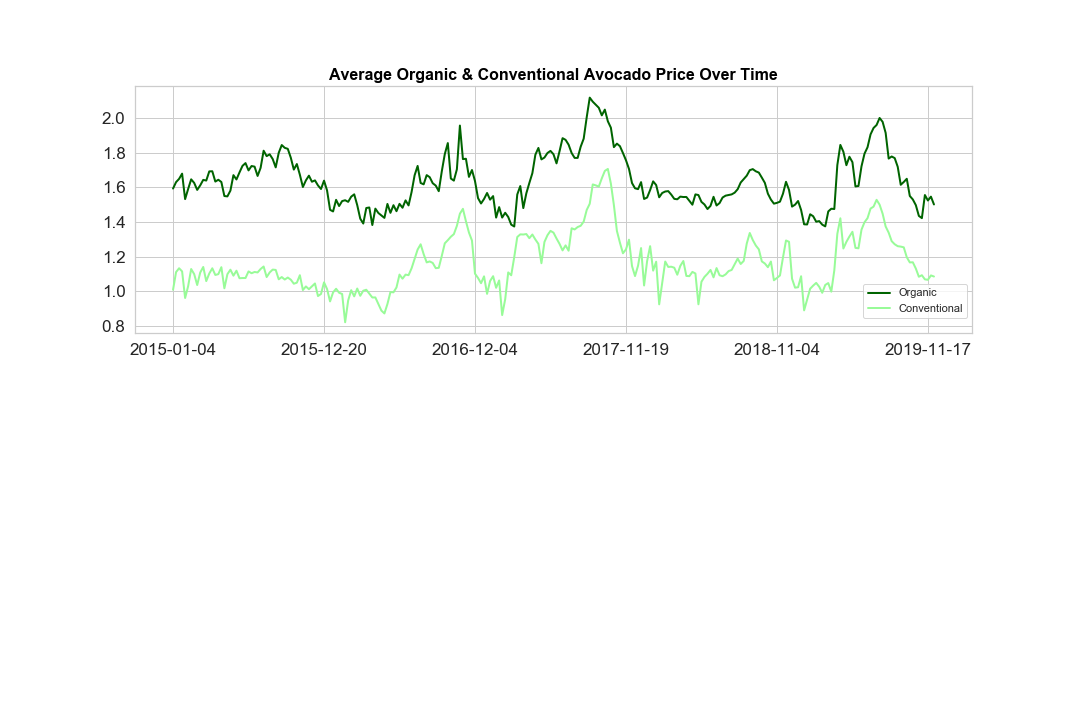 Average Organic & Conventional Avocado Price Over Time
2.0
1.8
1.6
1.4
1.2
1.0
0.8
Organic
Conventional
2015-01-04 2015-12-20 2016-12-04 2017-11-19 2018-11-04 2019-11-17